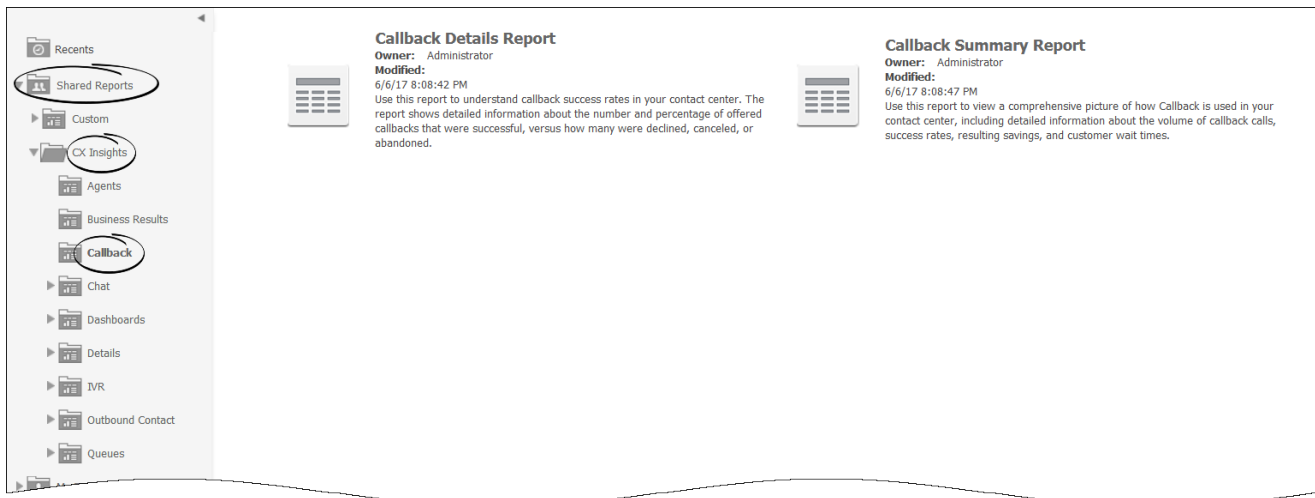 Recents
Shared Reports
Custom
CX Insights
Agents
Business Results
Callback
Chat
Dashboards
Details
IVR
Outbound Contact
Queues
Callback Details Report
Owner: Administrator
Modified:
6/6/17 8:08:42 PM
Use this report to understand callback success rates in your contact center. The
report shows detailed information about the number and percentage of offered
callbacks that were successful, versus how many were declined, canceled, or
abandoned.
Callback Summary Report
Owner: Administrator
Modified:
6/6/17 8:08:47 PM
Use this report to view a comprehensive picture of how Callback is used in your
contact center, including detailed information about the volume of callback calls,
success rates, resulting savings, and customer wait times.